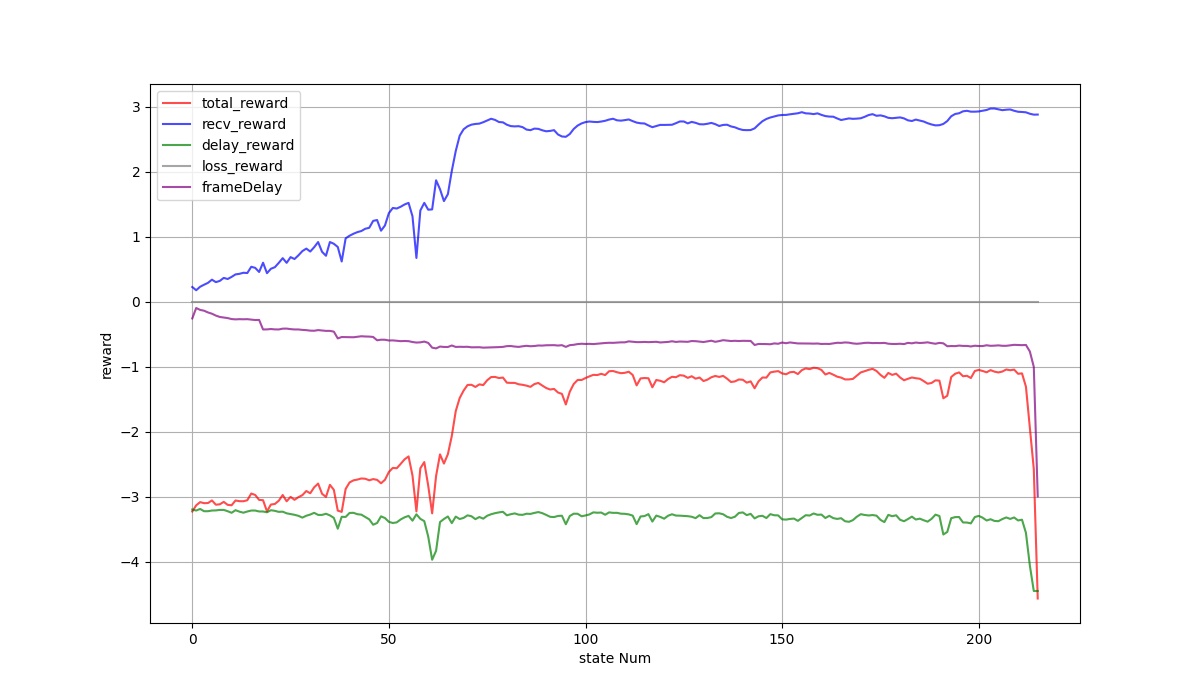 total_reward
recv_reward
delay_reward
loss_reward
frameDelay
reward
3
2
1
0
−1
−2
−3
−4
0
50
100
150
200
state Num